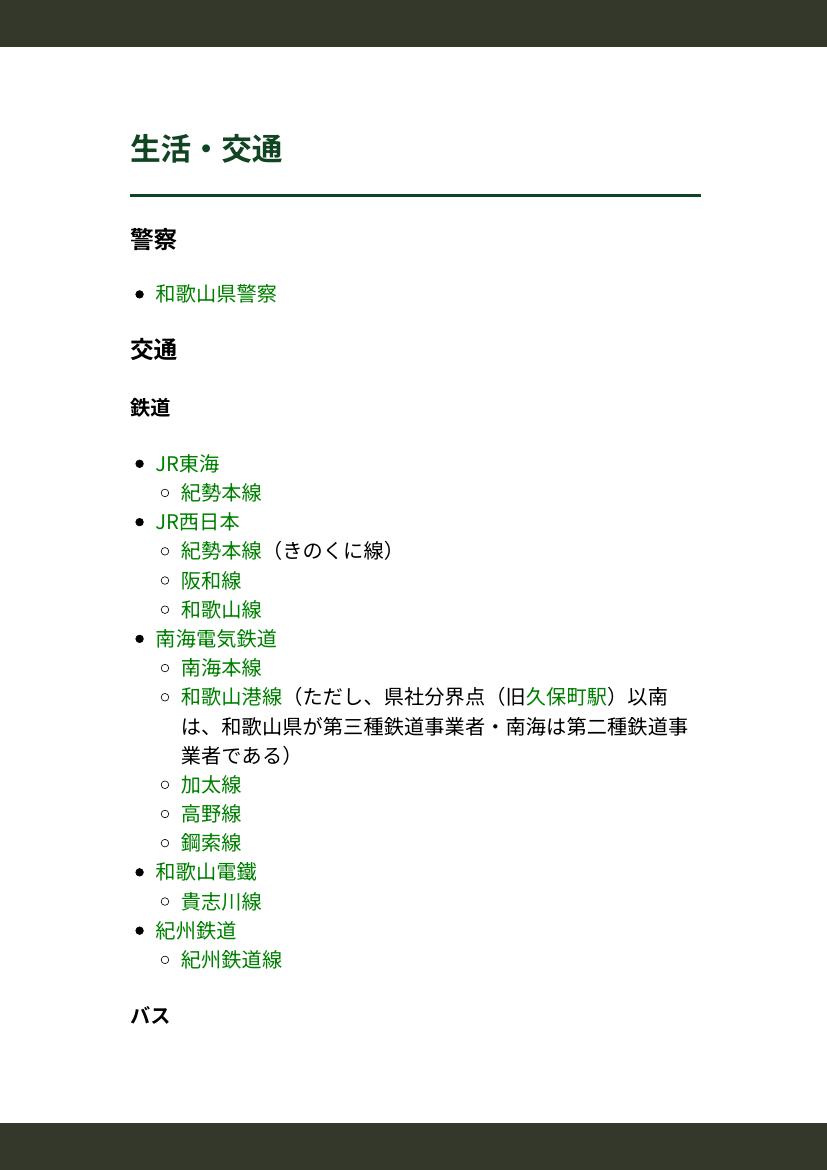 生活・交通
警察
和歌山県警察
交通
鉄道
JR東海
紀勢本線
JR西日本
紀勢本線（きのくに線）
阪和線
和歌山線
南海電気鉄道
南海本線
和歌山港線（ただし、県社分界点（旧久保町駅）以南
は、和歌山県が第三種鉄道事業者・南海は第二種鉄道事
業者である）
加太線
高野線
鋼索線
和歌山電鐵
貴志川線
紀州鉄道
紀州鉄道線
バス